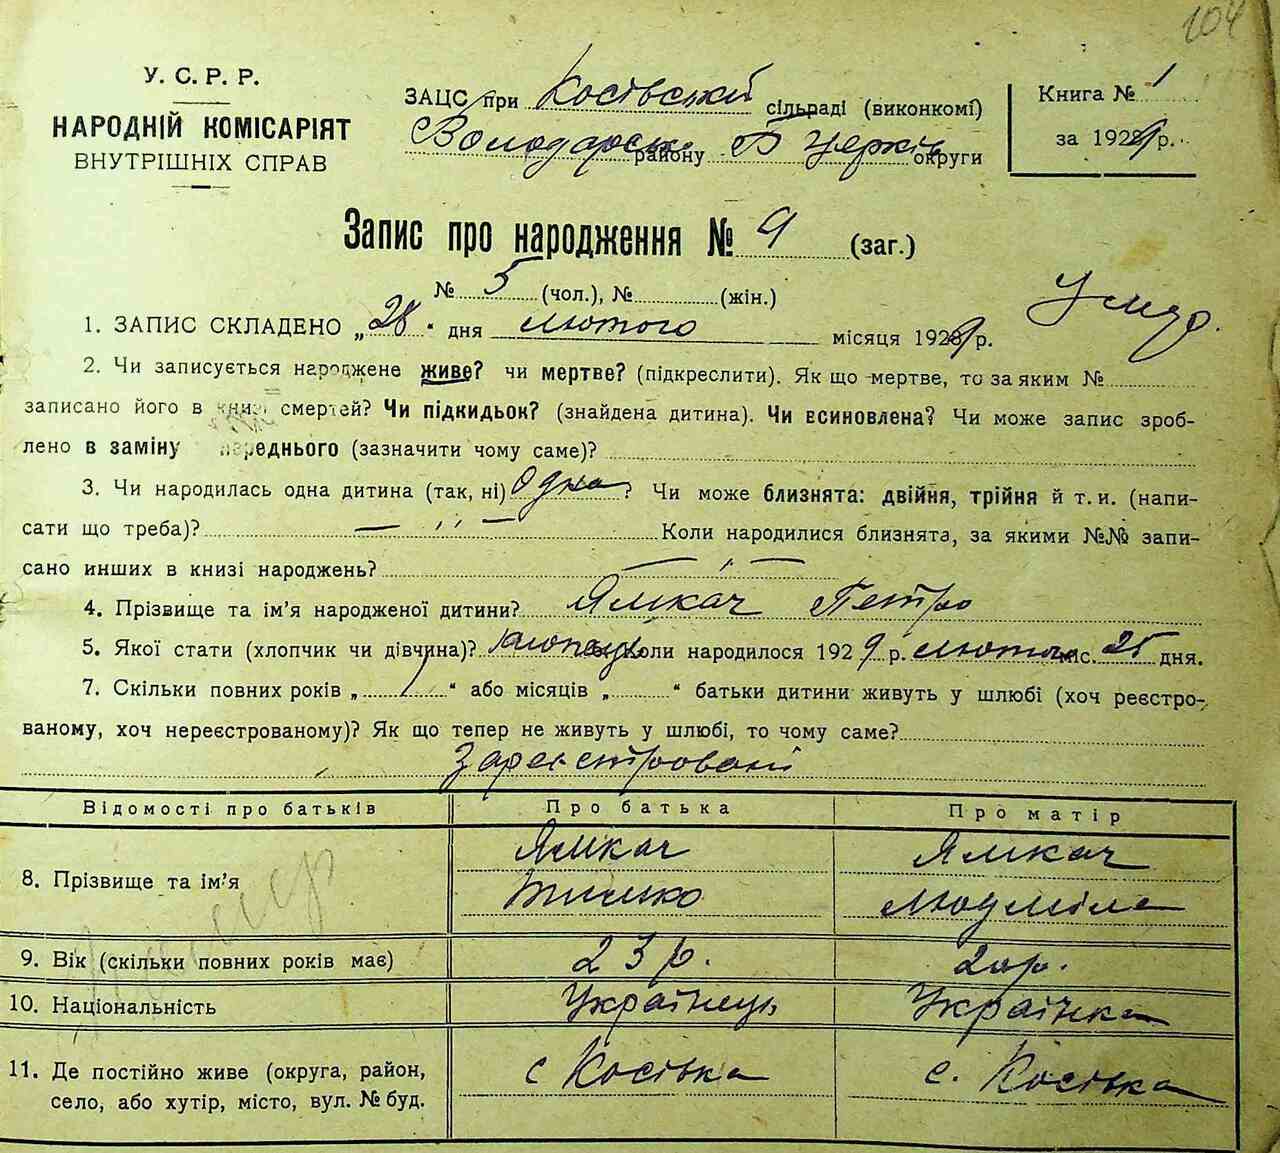 104
У. С. Р. Р.
НАРОДНІЙ КОМІСАРІЯТ
ВНУТРІШНІХ СПРАВ
ЗАЦС при Косівській сільраді (виконкомі)
Володарськ району Б Церків округи
Книга № 1
за 1929 р.
Запис про народження № 9 (заг.)
№ 5 (чол.), № (жін.)
Умер.
1. ЗАПИС СКЛАДЕНО „28“ дня лютого місяця 1929 р.
2. Чи записується народжене живе? чи мертве? (підкреслити). Як що мертве, то за яким №
записано його в книзі смертей? Чи підкидьок? (знайдена дитина). Чи всиновлена? Чи може запис зроб-
лено в заміну переднього (зазначити чому саме)?
3. Чи народилась одна дитина (так, ні) Одна? Чи може близнята: двійня, трійня й т. и. (напи-
сати що треба)? — ,, — Коли народилися близнята, за якими №№ запи-
сано инших в книзі народжень? — ,, —
4. Прізвище та ім’я народженої дитини? Ямкач Петро
5. Якої стати (хлопчик чи дівчина)? хлопець Коли народилося 1929 р. лютого міс. 25 дня.
7. Скільки повних років „ 1 “ або місяців „ “ батьки дитини живуть у шлюбі (хоч реєстро-
ваному, хоч нереєстрованому)? Як що тепер не живуть у шлюбі, то чому саме?
Зареєстровані
Відомості про батьків Про батька Про матір
8. Прізвище та ім’я Ямкач Ямкач
Тимко Людміла
Умер
9. Вік (скільки повних років має) 23 р. 20 р.
10. Національність Українець Українка
11. Де постійно живе (округа, район, с Косівка с. Косівка
село, або хутір, місто, вул. № буд.